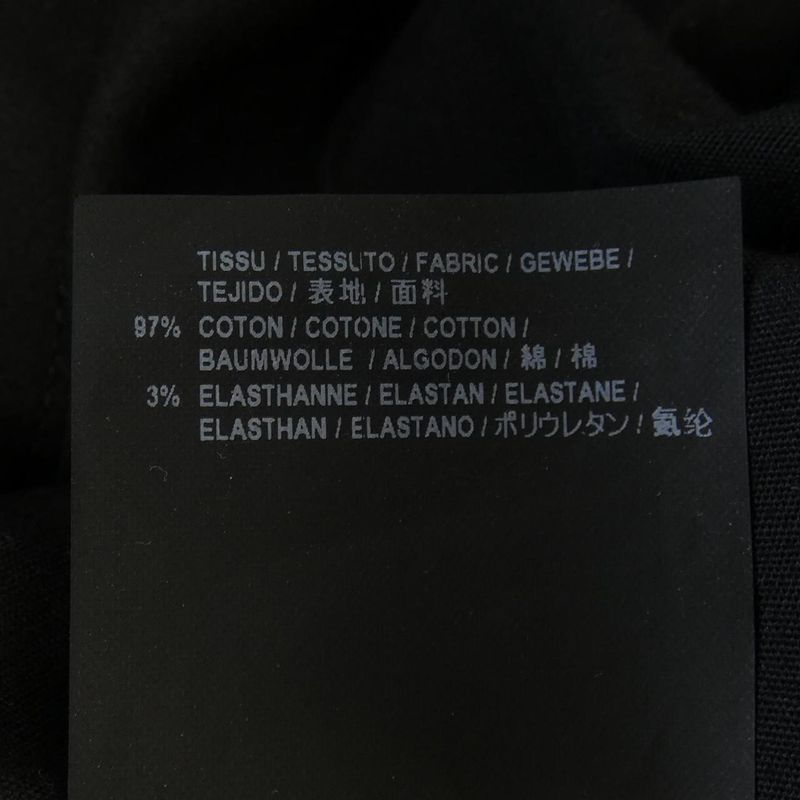 TISSU / TESSUTO / FABRIC / GEWEBE /
TEJIDO / 表地 / 面料
97% COTON / COTONE / COTTON /
BAUMWOLLE / ALGODON / 綿 / 棉
3% ELASTHANNE / ELASTAN / ELASTANE /
ELASTHAN / ELASTANO / ポリウレタン / 氨纶